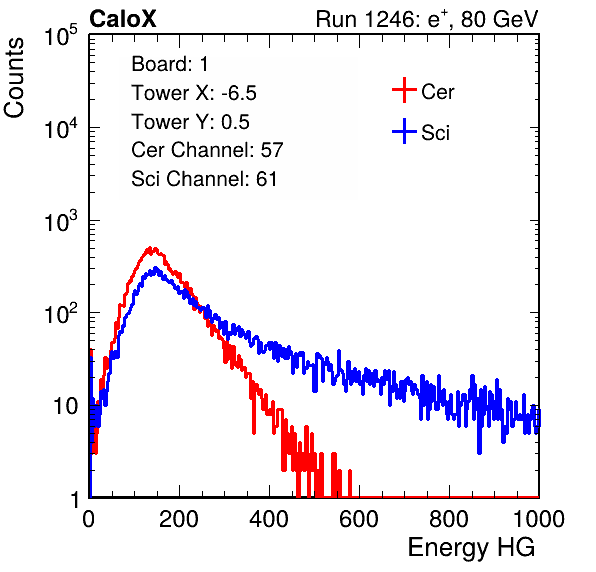 CaloX Run 1246: e⁺, 80 GeV
Board: 1
Tower X: -6.5
Tower Y: 0.5
Cer Channel: 57
Sci Channel: 61
Cer
Sci
Counts
10⁵
10⁴
10³
10²
10
1
0 200 400 600 800 1000
Energy HG